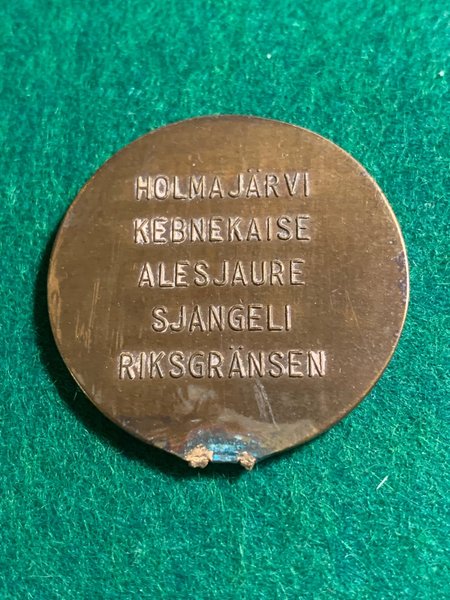 HOLMAJÄRVI
KEBNEKAISE
ALESJAURE
SJANGELI
RIKSGRÄNSEN